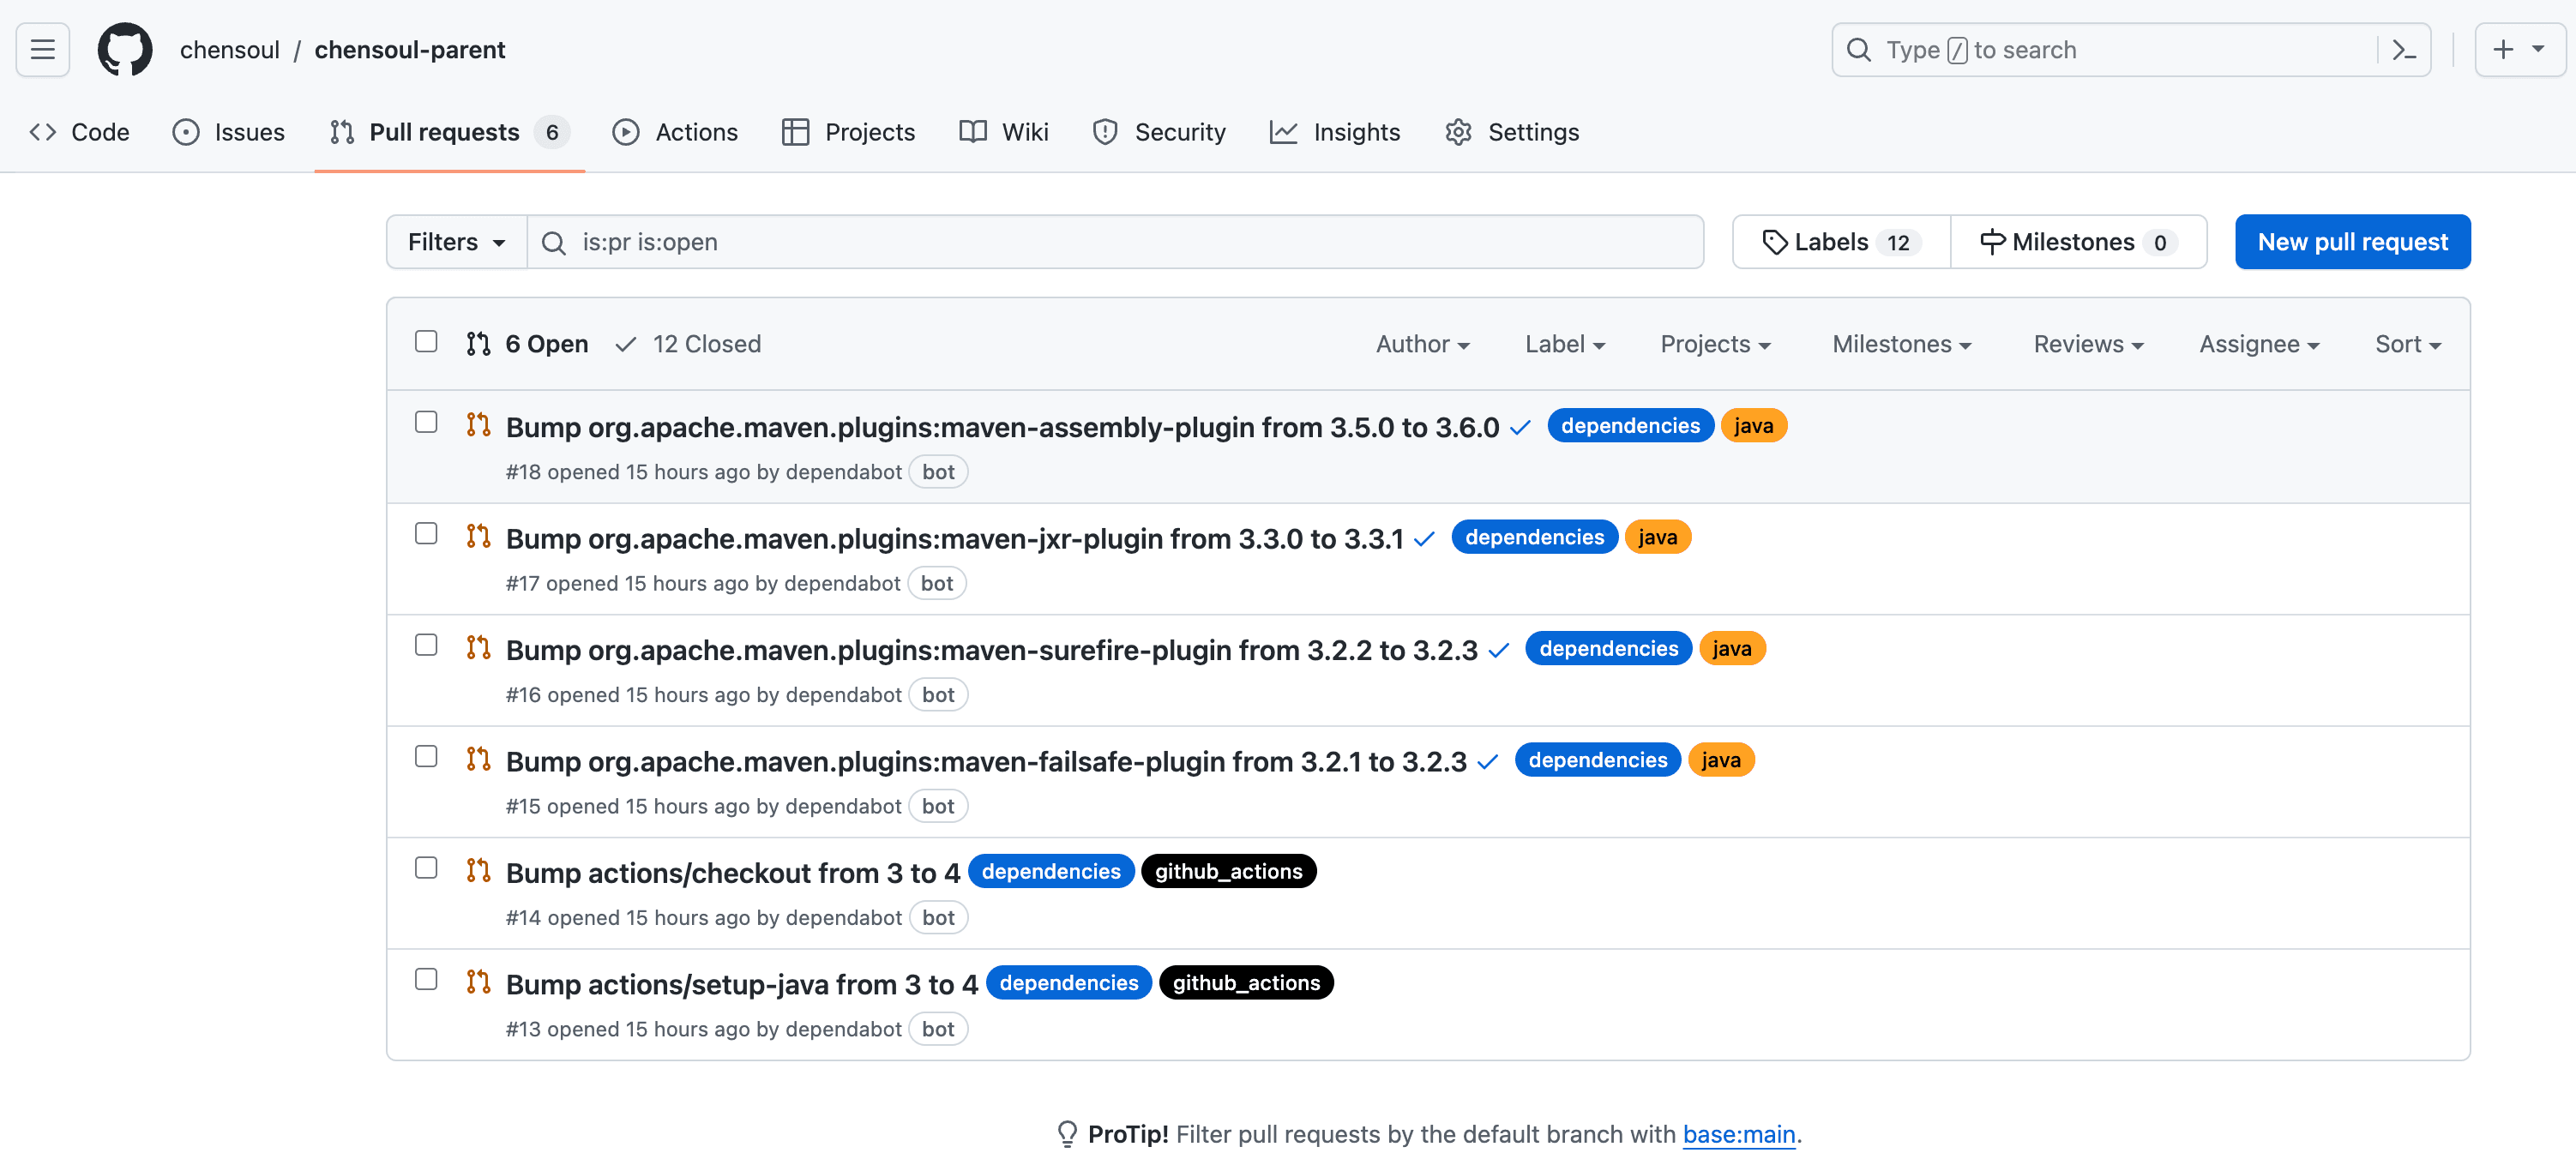 chensoul / chensoul-parent
Type / to search
Code Issues Pull requests 6 Actions Projects Wiki Security Insights Settings
Filters is:pr is:open Labels 12 Milestones 0 New pull request
6 Open 12 Closed Author Label Projects Milestones Reviews Assignee Sort
Bump org.apache.maven.plugins:maven-assembly-plugin from 3.5.0 to 3.6.0 dependencies java
#18 opened 15 hours ago by dependabot bot
Bump org.apache.maven.plugins:maven-jxr-plugin from 3.3.0 to 3.3.1 dependencies java
#17 opened 15 hours ago by dependabot bot
Bump org.apache.maven.plugins:maven-surefire-plugin from 3.2.2 to 3.2.3 dependencies java
#16 opened 15 hours ago by dependabot bot
Bump org.apache.maven.plugins:maven-failsafe-plugin from 3.2.1 to 3.2.3 dependencies java
#15 opened 15 hours ago by dependabot bot
Bump actions/checkout from 3 to 4 dependencies github_actions
#14 opened 15 hours ago by dependabot bot
Bump actions/setup-java from 3 to 4 dependencies github_actions
#13 opened 15 hours ago by dependabot bot
ProTip! Filter pull requests by the default branch with base:main.